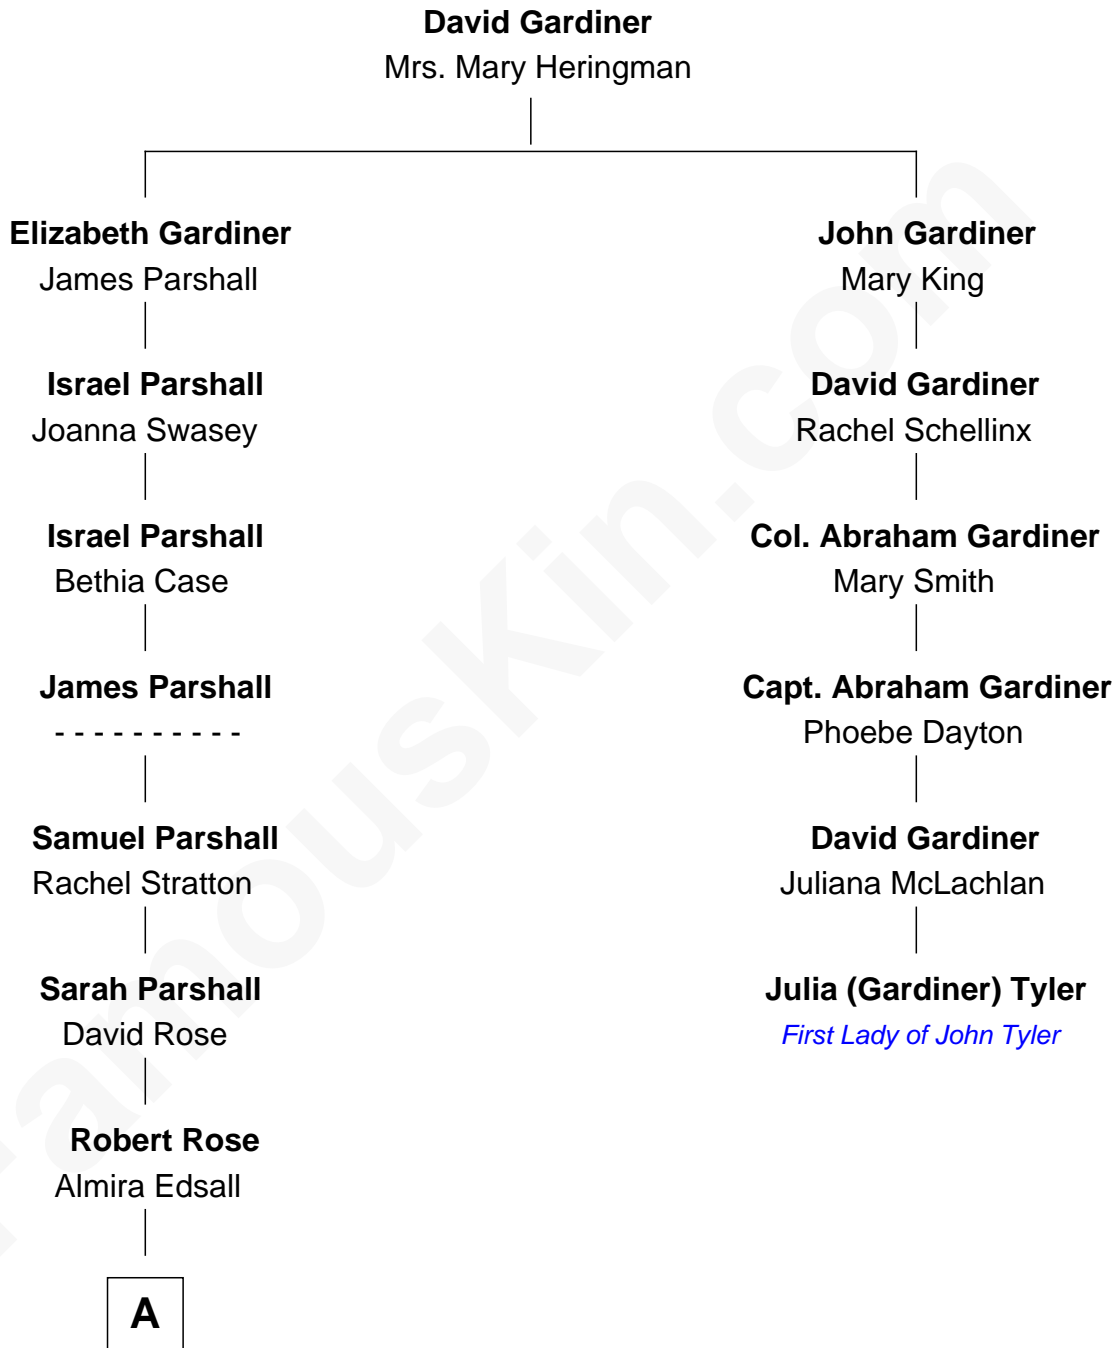 David Gardiner
Mrs. Mary Heringman
Elizabeth Gardiner
James Parshall
John Gardiner
Mary King
Israel Parshall
Joanna Swasey
David Gardiner
Rachel Schellinx
Israel Parshall
Bethia Case
Col. Abraham Gardiner
Mary Smith
James Parshall
- - - - - - - - - -
Capt. Abraham Gardiner
Phoebe Dayton
Samuel Parshall
Rachel Stratton
David Gardiner
Juliana McLachlan
Sarah Parshall
David Rose
Julia (Gardiner) Tyler
First Lady of John Tyler
Robert Rose
Almira Edsall
A
FamousKin.com